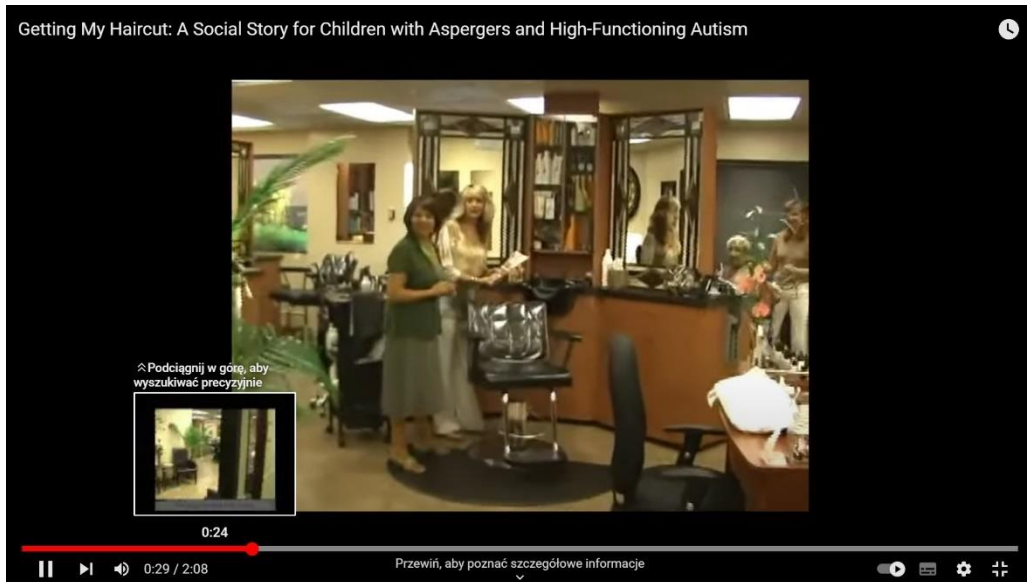 Getting My Haircut: A Social Story for Children with Aspergers and High-Functioning Autism
Podciągnij w górę, aby
wyszukiwać precyzyjnie
0:24
0:29 / 2:08
Przewiń, aby poznać szczegółowe informacje